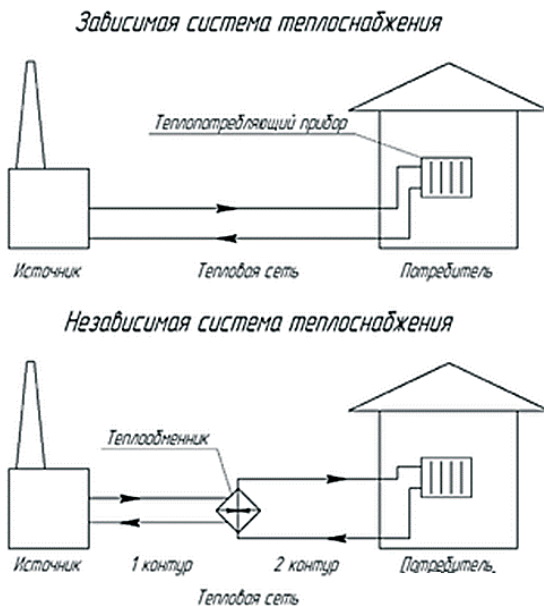 Зависимая система теплоснабжения
Теплопотребляющий прибор
Источник Тепловая сеть Потребитель
Независимая система теплоснабжения
Теплообменник
Источник 1 контур 2 контур Потребитель
Тепловая сеть